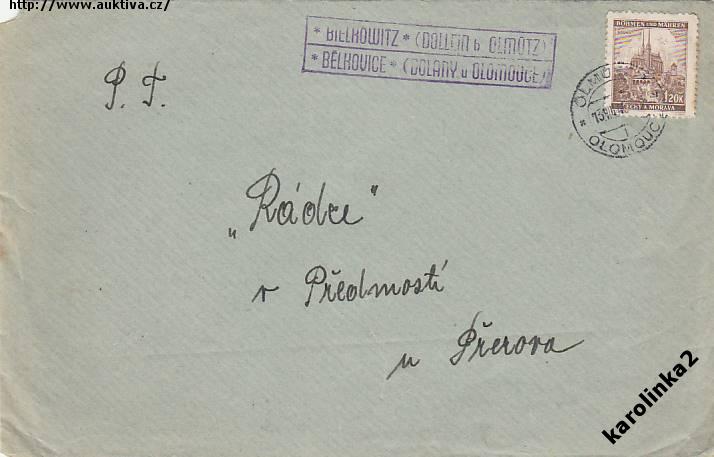 http://www.auktiva.cz/
* BIELKOWITZ * (DOLLEIN b. OLMÜTZ)
* BĚLKOVICE * (DOLANY u OLOMOUCE)
BÖHMEN UND MÄHREN
1'20K
ČECHY A MORAVA
* OLOMOUC
P. T.
„Rádce"
v Předmostí
u Přerova
karolinka2